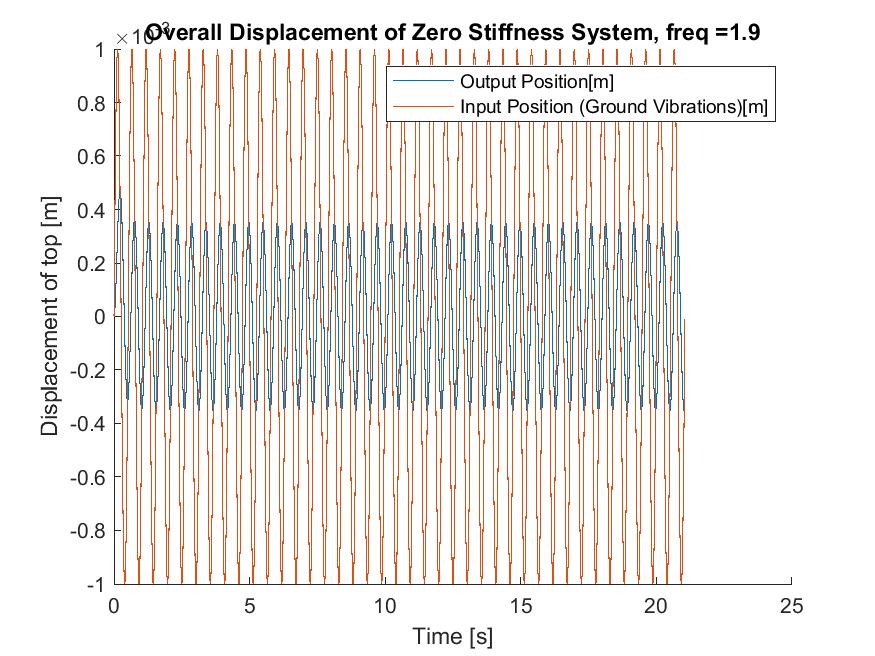 ×10⁻³
Overall Displacement of Zero Stiffness System, freq =1.9
Output Position[m]
Input Position (Ground Vibrations)[m]
Displacement of top [m]
1
0.8
0.6
0.4
0.2
0
-0.2
-0.4
-0.6
-0.8
-1
0 5 10 15 20 25
Time [s]